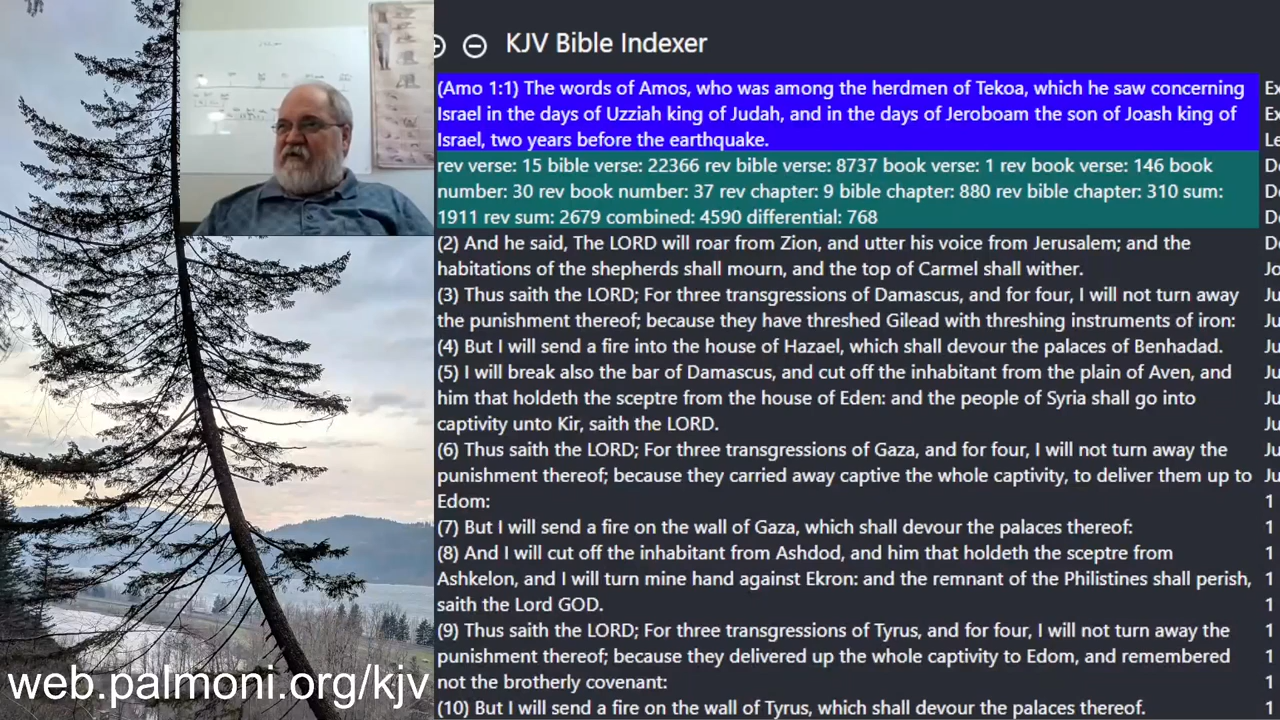 KJV Bible Indexer
(Amo 1:1) The words of Amos, who was among the herdmen of Tekoa, which he saw concerning
Israel in the days of Uzziah king of Judah, and in the days of Jeroboam the son of Joash king of
Israel, two years before the earthquake.
rev verse: 15 bible verse: 22366 rev bible verse: 8737 book verse: 1 rev book verse: 146 book
number: 30 rev book number: 37 rev chapter: 9 bible chapter: 880 rev bible chapter: 310 sum:
1911 rev sum: 2679 combined: 4590 differential: 768
(2) And he said, The LORD will roar from Zion, and utter his voice from Jerusalem; and the
habitations of the shepherds shall mourn, and the top of Carmel shall wither.
(3) Thus saith the LORD; For three transgressions of Damascus, and for four, I will not turn away
the punishment thereof; because they have threshed Gilead with threshing instruments of iron:
(4) But I will send a fire into the house of Hazael, which shall devour the palaces of Benhadad.
(5) I will break also the bar of Damascus, and cut off the inhabitant from the plain of Aven, and
him that holdeth the sceptre from the house of Eden: and the people of Syria shall go into
captivity unto Kir, saith the LORD.
(6) Thus saith the LORD; For three transgressions of Gaza, and for four, I will not turn away the
punishment thereof; because they carried away captive the whole captivity, to deliver them up to
Edom:
(7) But I will send a fire on the wall of Gaza, which shall devour the palaces thereof:
(8) And I will cut off the inhabitant from Ashdod, and him that holdeth the sceptre from
Ashkelon, and I will turn mine hand against Ekron: and the remnant of the Philistines shall perish,
saith the Lord GOD.
(9) Thus saith the LORD; For three transgressions of Tyrus, and for four, I will not turn away the
punishment thereof; because they delivered up the whole captivity to Edom, and remembered
not the brotherly covenant:
(10) But I will send a fire on the wall of Tyrus, which shall devour the palaces thereof.
web.palmoni.org/kjv